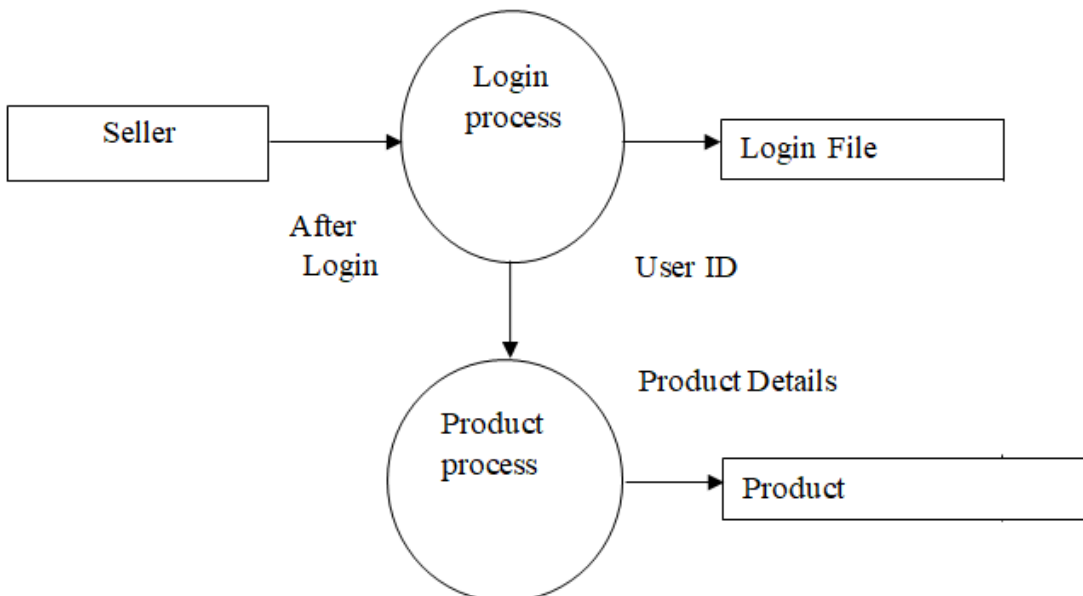 Login
process
Seller
Login File
After
Login
User ID
Product Details
Product
process
Product